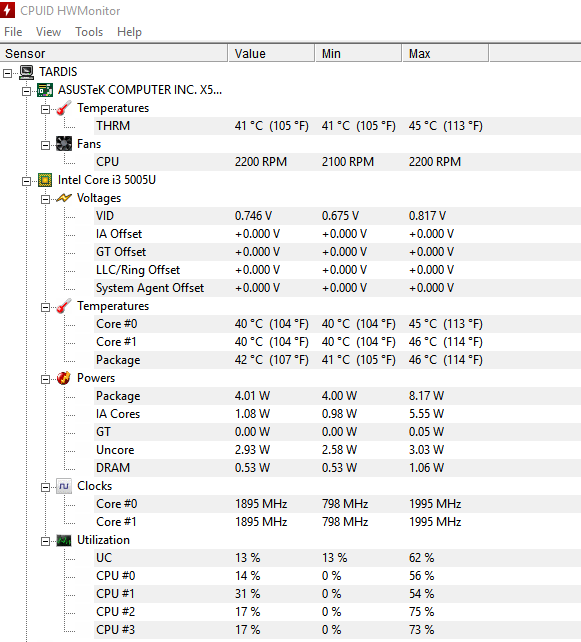 CPUID HWMonitor
File View Tools Help
Sensor Value Min Max
TARDIS
ASUSTeK COMPUTER INC. X5...
Temperatures
THRM 41 °C (105 °F) 41 °C (105 °F) 45 °C (113 °F)
Fans
CPU 2200 RPM 2100 RPM 2200 RPM
Intel Core i3 5005U
Voltages
VID 0.746 V 0.675 V 0.817 V
IA Offset +0.000 V +0.000 V +0.000 V
GT Offset +0.000 V +0.000 V +0.000 V
LLC/Ring Offset +0.000 V +0.000 V +0.000 V
System Agent Offset +0.000 V +0.000 V +0.000 V
Temperatures
Core #0 40 °C (104 °F) 40 °C (104 °F) 45 °C (113 °F)
Core #1 40 °C (104 °F) 40 °C (104 °F) 46 °C (114 °F)
Package 42 °C (107 °F) 41 °C (105 °F) 46 °C (114 °F)
Powers
Package 4.01 W 4.00 W 8.17 W
IA Cores 1.08 W 0.98 W 5.55 W
GT 0.00 W 0.00 W 0.05 W
Uncore 2.93 W 2.58 W 3.03 W
DRAM 0.53 W 0.53 W 1.06 W
Clocks
Core #0 1895 MHz 798 MHz 1995 MHz
Core #1 1895 MHz 798 MHz 1995 MHz
Utilization
UC 13 % 13 % 62 %
CPU #0 14 % 0 % 56 %
CPU #1 31 % 0 % 54 %
CPU #2 17 % 0 % 75 %
CPU #3 17 % 0 % 73 %